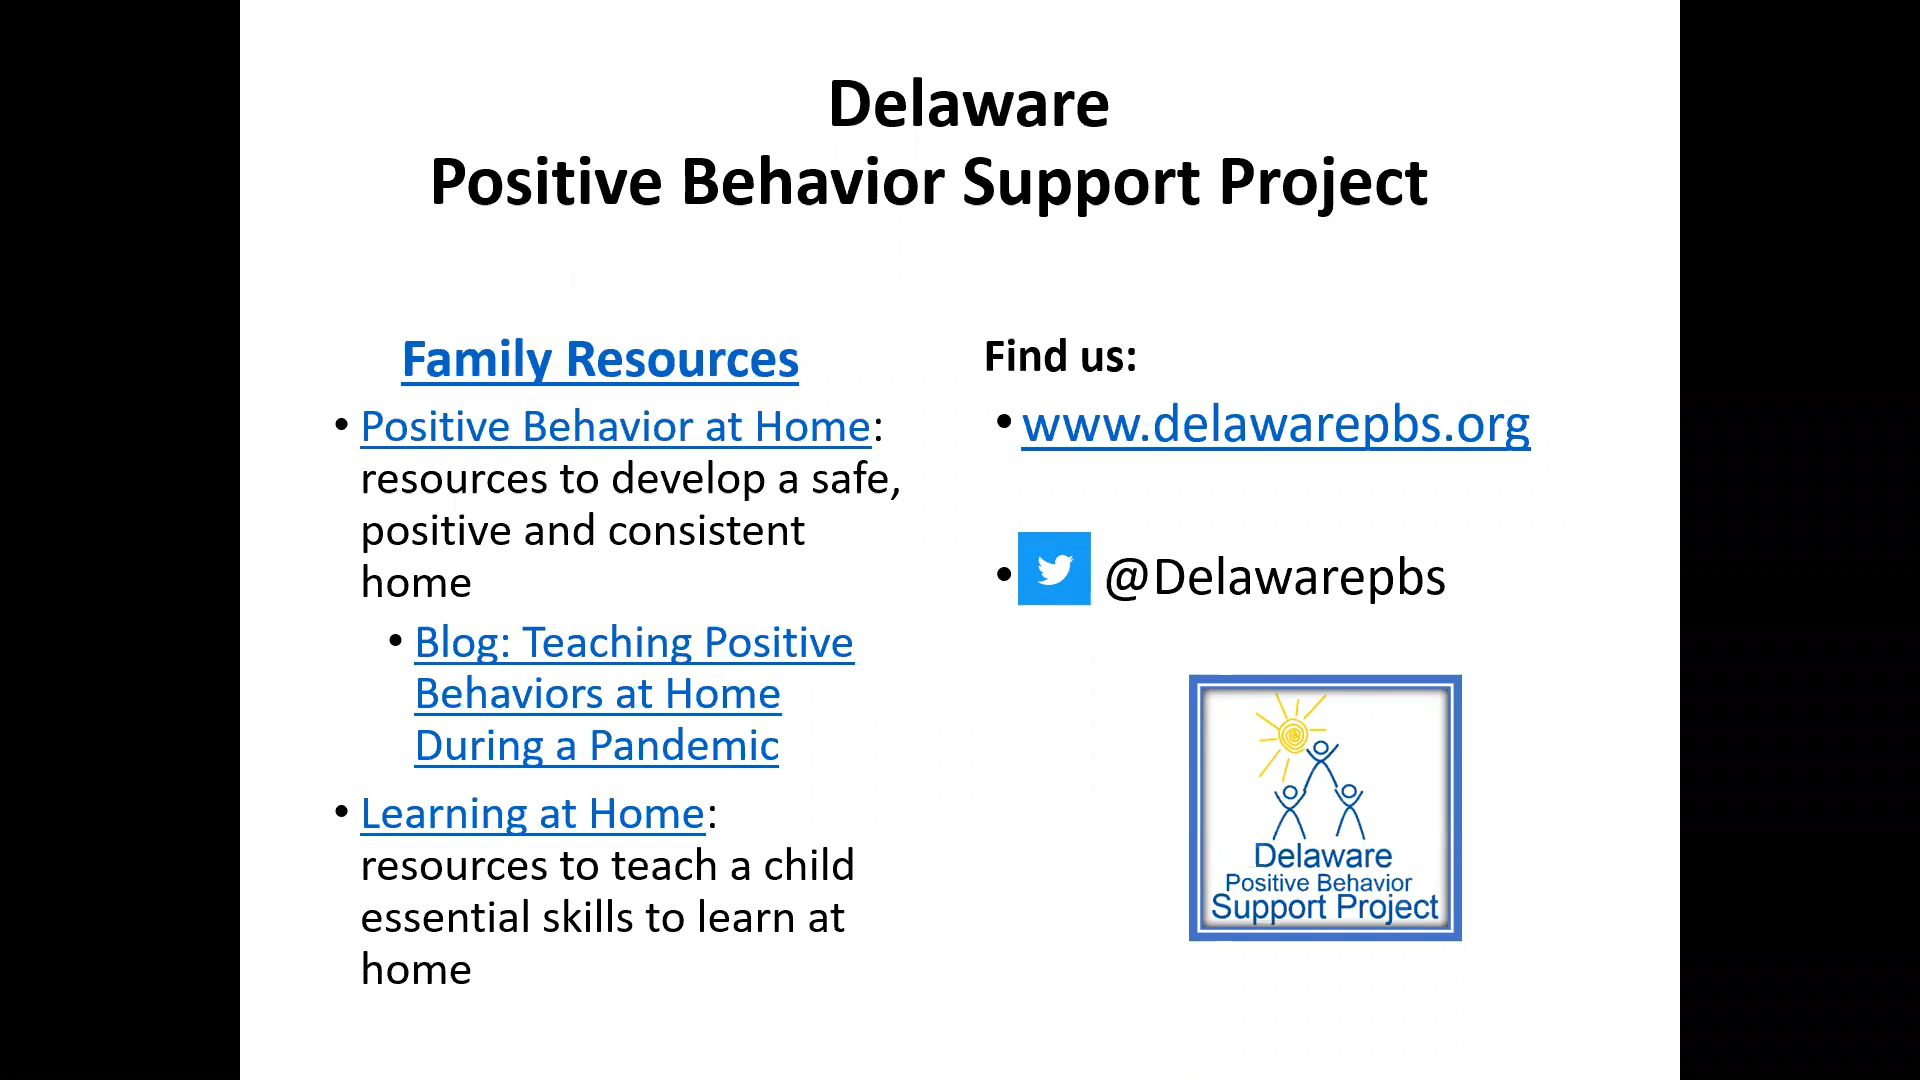 Delaware
Positive Behavior Support Project
Family Resources
• Positive Behavior at Home:
resources to develop a safe,
positive and consistent
home
• Blog: Teaching Positive
Behaviors at Home
During a Pandemic
• Learning at Home:
resources to teach a child
essential skills to learn at
home
Find us:
• www.delawarepbs.org
• @Delawarepbs
Delaware
Positive Behavior
Support Project